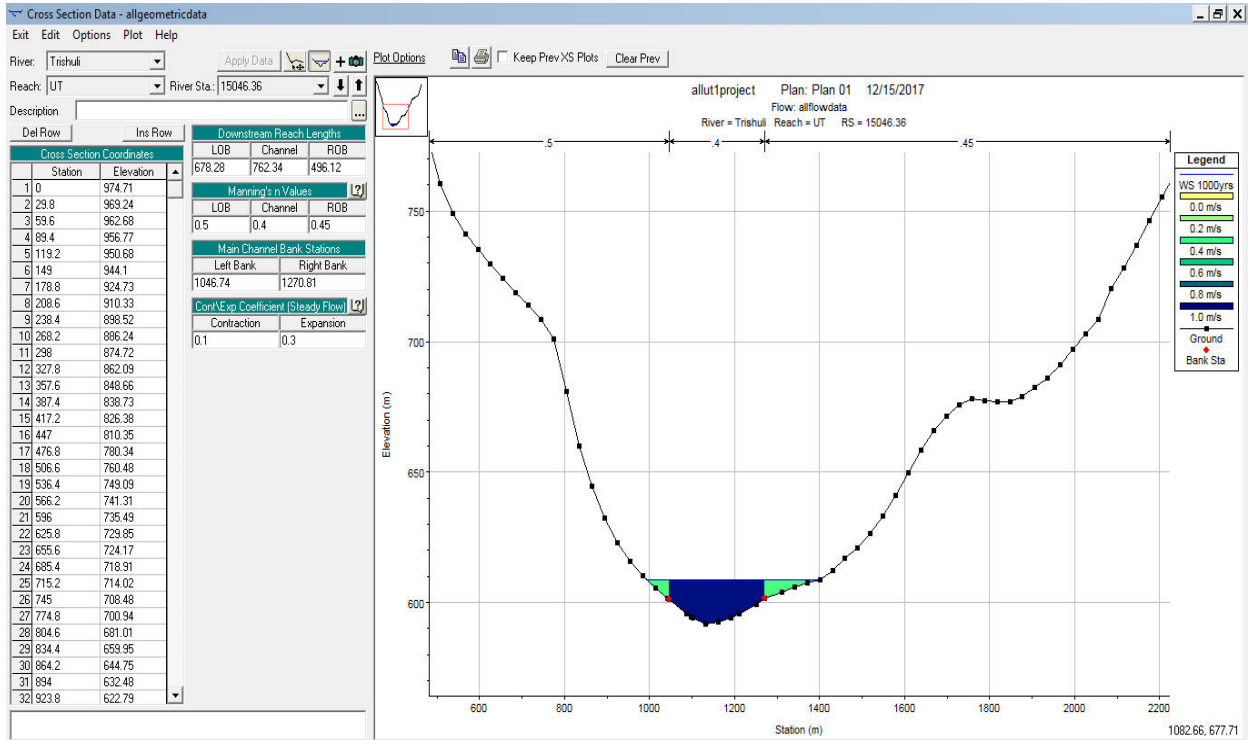 Cross Section Data - allgeometricdata
Exit Edit Options Plot Help
River: Trishuli Apply Data + Plot Options Keep Prev XS Plots Clear Prev
Reach: UT River Sta.: 15046.36
Description ...
Del Row Ins Row
Cross Section Coordinates
Station Elevation
1 0 974.71
2 29.8 969.24
3 59.6 962.68
4 89.4 956.77
5 119.2 950.68
6 149 944.1
7 178.8 924.73
8 208.6 910.33
9 238.4 898.52
10 268.2 886.24
11 298 874.72
12 327.8 862.09
13 357.6 848.66
14 387.4 838.73
15 417.2 826.38
16 447 810.35
17 476.8 780.34
18 506.6 760.48
19 536.4 749.09
20 566.2 741.31
21 596 735.49
22 625.8 729.85
23 655.6 724.17
24 685.4 718.91
25 715.2 714.02
26 745 708.48
27 774.8 700.94
28 804.6 681.01
29 834.4 659.95
30 864.2 644.75
31 894 632.48
32 923.8 622.79
Downstream Reach Lengths
LOB Channel ROB
678.28 762.34 496.12
Manning's n Values ?
LOB Channel ROB
0.5 0.4 0.45
Main Channel Bank Stations
Left Bank Right Bank
1046.74 1270.81
Cont\Exp Coefficient (Steady Flow) ?
Contraction Expansion
0.1 0.3
allut1project Plan: Plan 01 12/15/2017
Flow: allflowdata
River = Trishuli Reach = UT RS = 15046.36
.5 .4 .45
Legend
WS 1000yrs
0.0 m/s
0.2 m/s
0.4 m/s
0.6 m/s
0.8 m/s
1.0 m/s
Ground
Bank Sta
750
700
650
600
Elevation (m)
600 800 1000 1200 1400 1600 1800 2000 2200
Station (m)
1082.66, 677.71